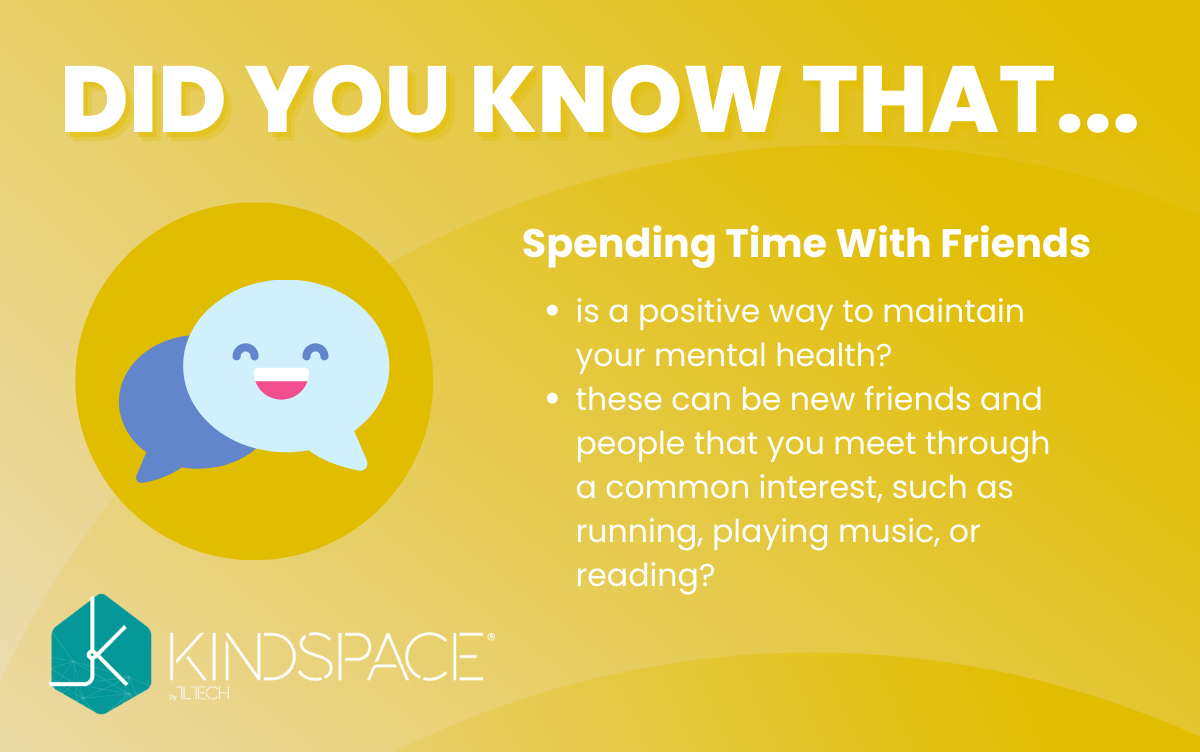 DID YOU KNOW THAT...
Spending Time With Friends
• is a positive way to maintain
your mental health?
• these can be new friends and
people that you meet through
a common interest, such as
running, playing music, or
reading?
KINDSPACE®
by 1L1TECH